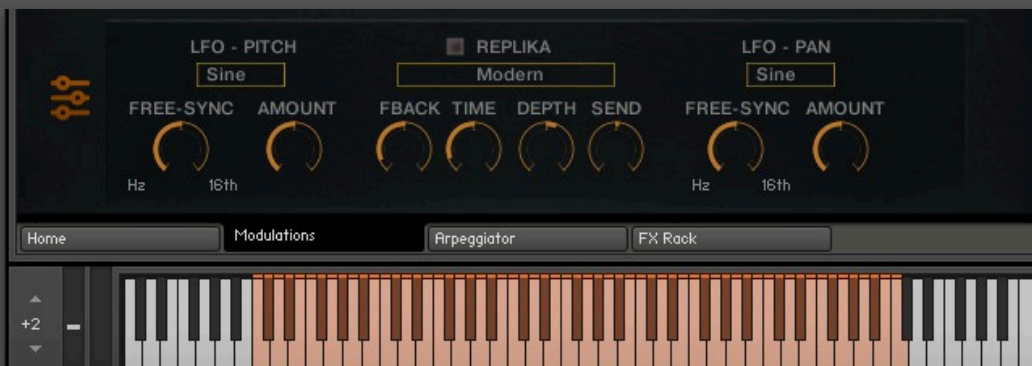 LFO - PITCH
REPLIKA
LFO - PAN
Sine
Modern
Sine
FREE-SYNC AMOUNT
FBACK TIME DEPTH SEND
FREE-SYNC AMOUNT
Hz 16th
Hz 16th
Home
Modulations
Arpeggiator
FX Rack
+2